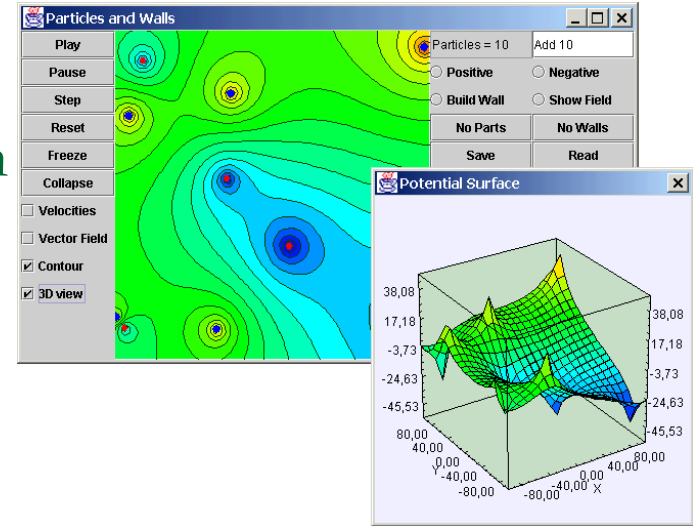 Particles and Walls
Play
Pause
Step
Reset
Freeze
Collapse
Velocities
Vector Field
Contour
3D view
Particles = 10
Add 10
Positive
Negative
Build Wall
Show Field
No Parts
No Walls
Save
Read
Potential Surface
38,08
17,18
-3,73
-24,63
-45,53
38,08
17,18
-3,73
-24,63
-45,53
80,00
40,00
0,00
-40,00
-80,00
Y
-80,00
-40,00
0,00
40,00
80,00
X